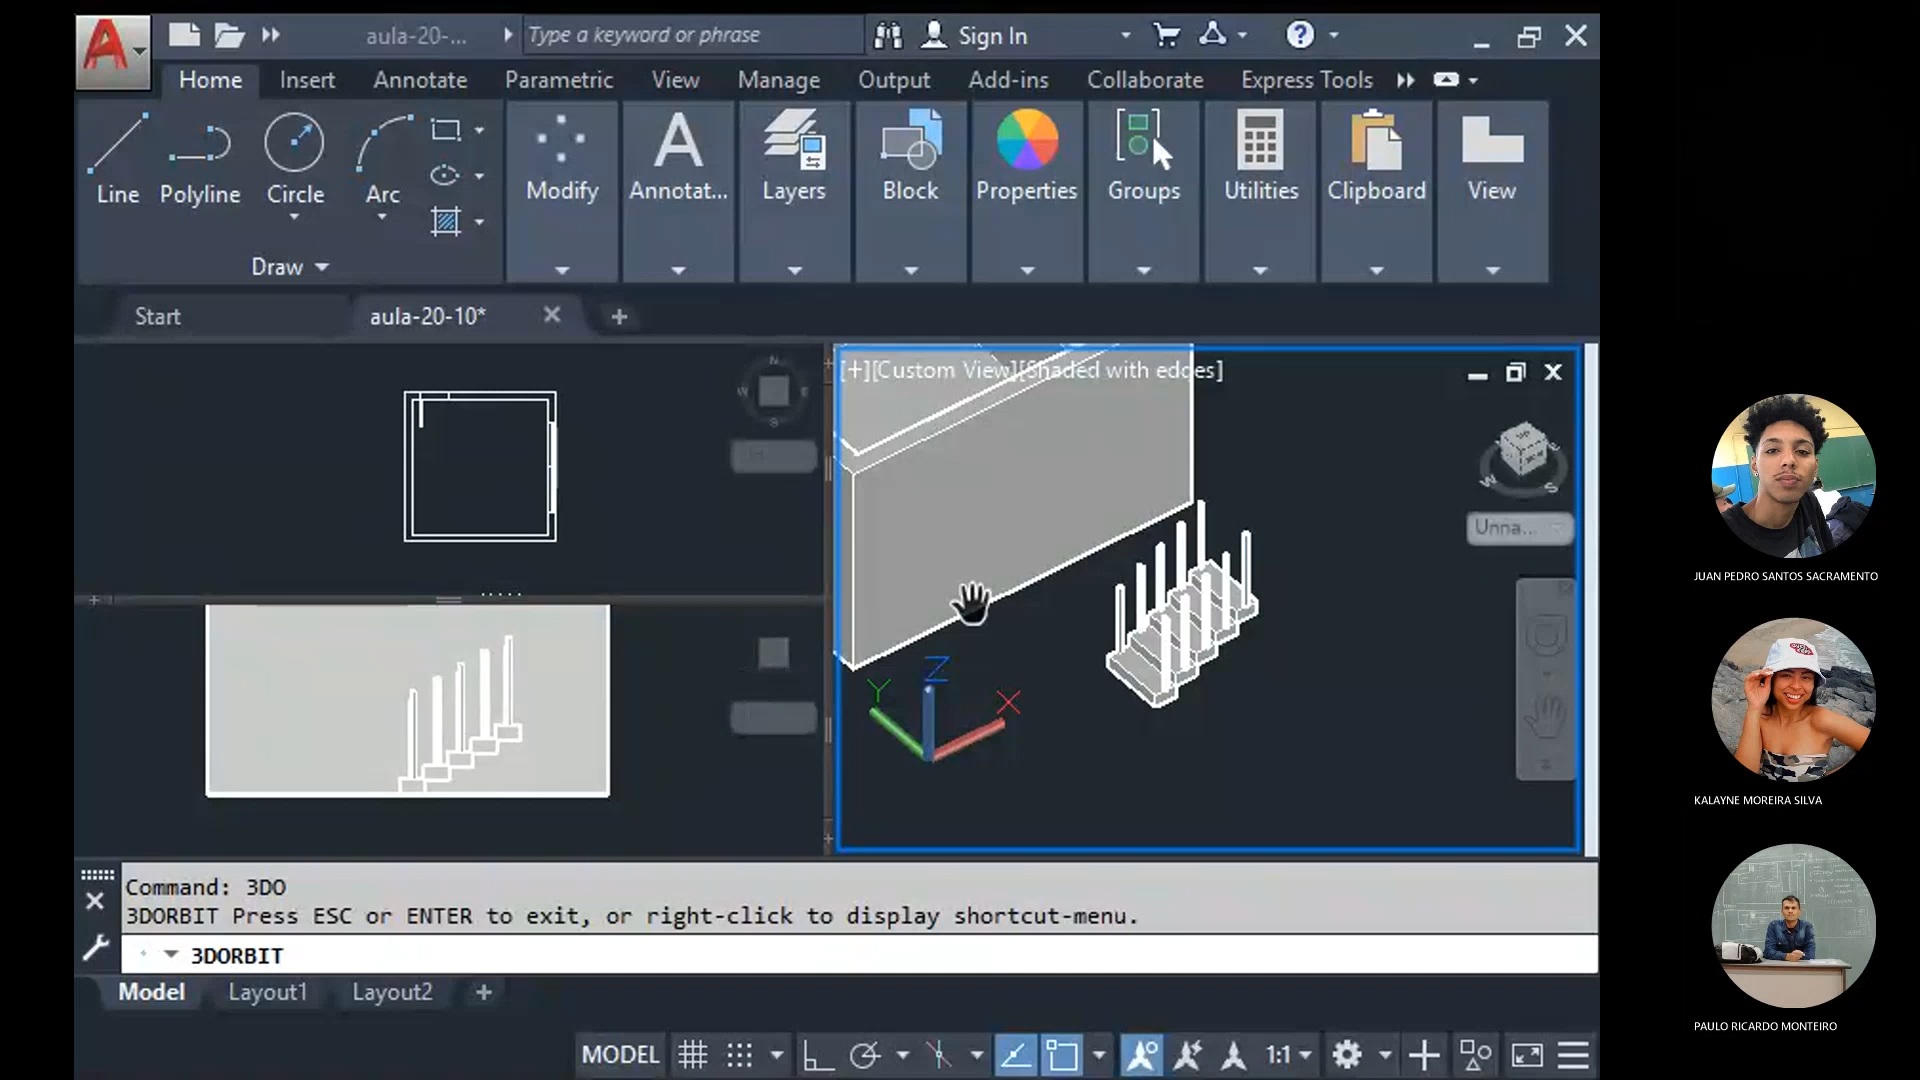 aula-20-...
Type a keyword or phrase
Sign In
Home Insert Annotate Parametric View Manage Output Add-ins Collaborate Express Tools
Line Polyline Circle Arc
Modify Annotat... Layers Block Properties Groups Utilities Clipboard View
Draw
Start aula-20-10*
[+][Custom View][Shaded with edges]
N
W
S
W
S
Unna...
Z
Y
X
JUAN PEDRO SANTOS SACRAMENTO
KALAYNE MOREIRA SILVA
PAULO RICARDO MONTEIRO
Command: 3DO
3DORBIT Press ESC or ENTER to exit, or right-click to display shortcut-menu.
3DORBIT
Model Layout1 Layout2
MODEL 1:1